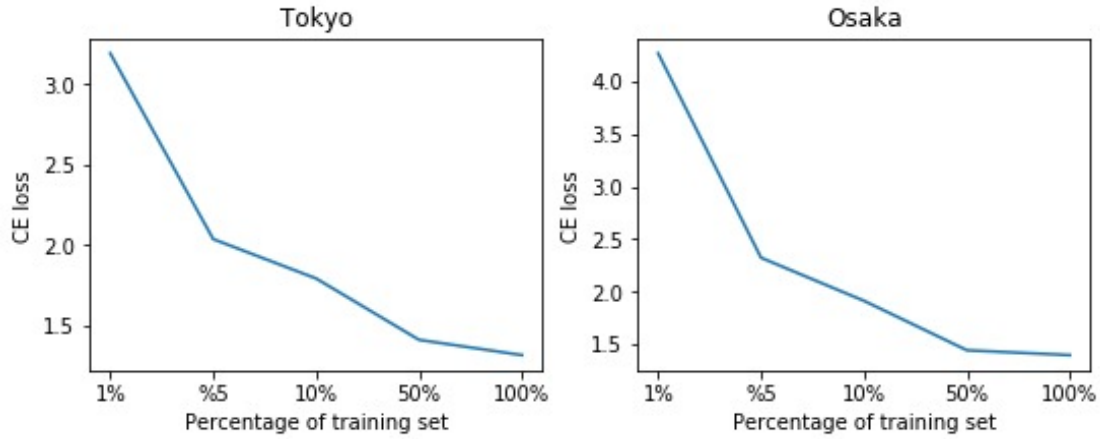 Tokyo
CE loss
3.0
2.5
2.0
1.5
1% %5 10% 50% 100%
Percentage of training set
Osaka
CE loss
4.0
3.5
3.0
2.5
2.0
1.5
1% %5 10% 50% 100%
Percentage of training set